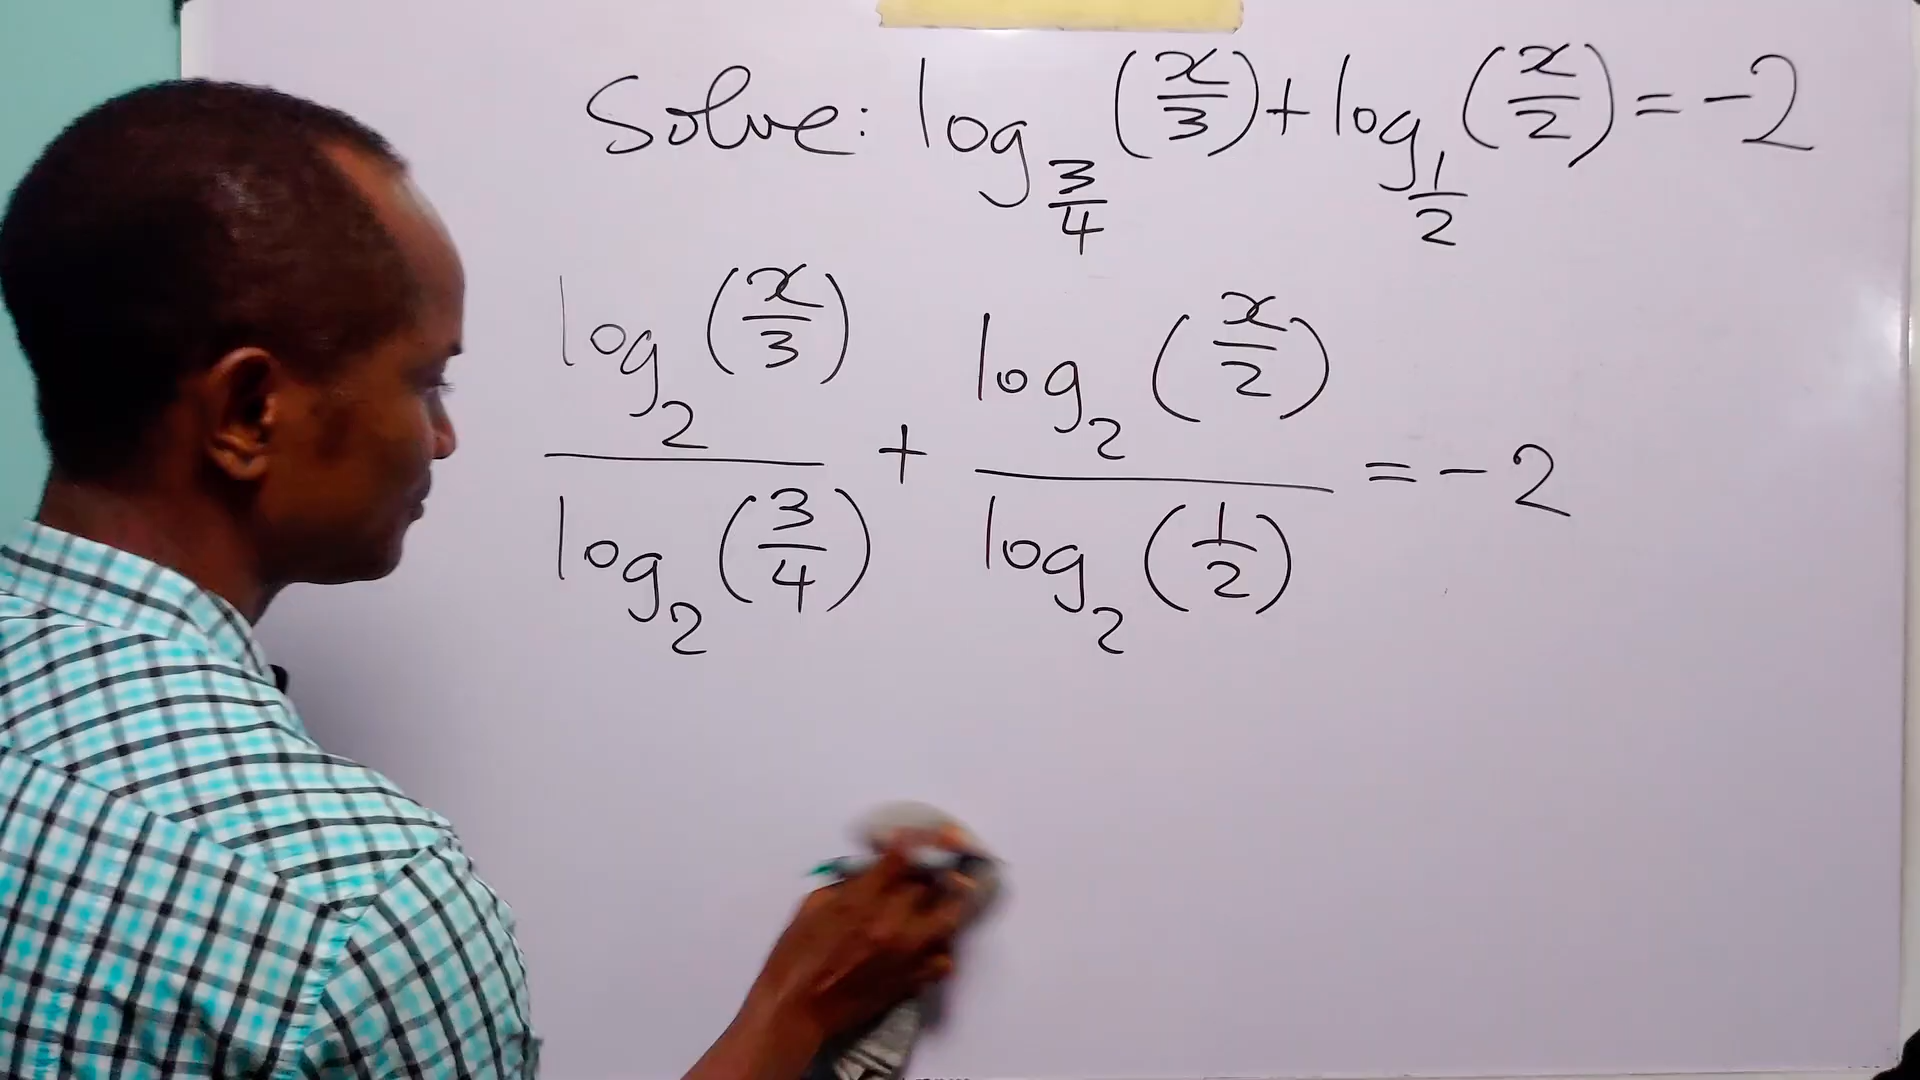 Solve: log_{3/4} (x/3) + log_{1/2} (x/2) = -2
log_2 (x/3) / log_2 (3/4) + log_2 (x/2) / log_2 (1/2) = -2